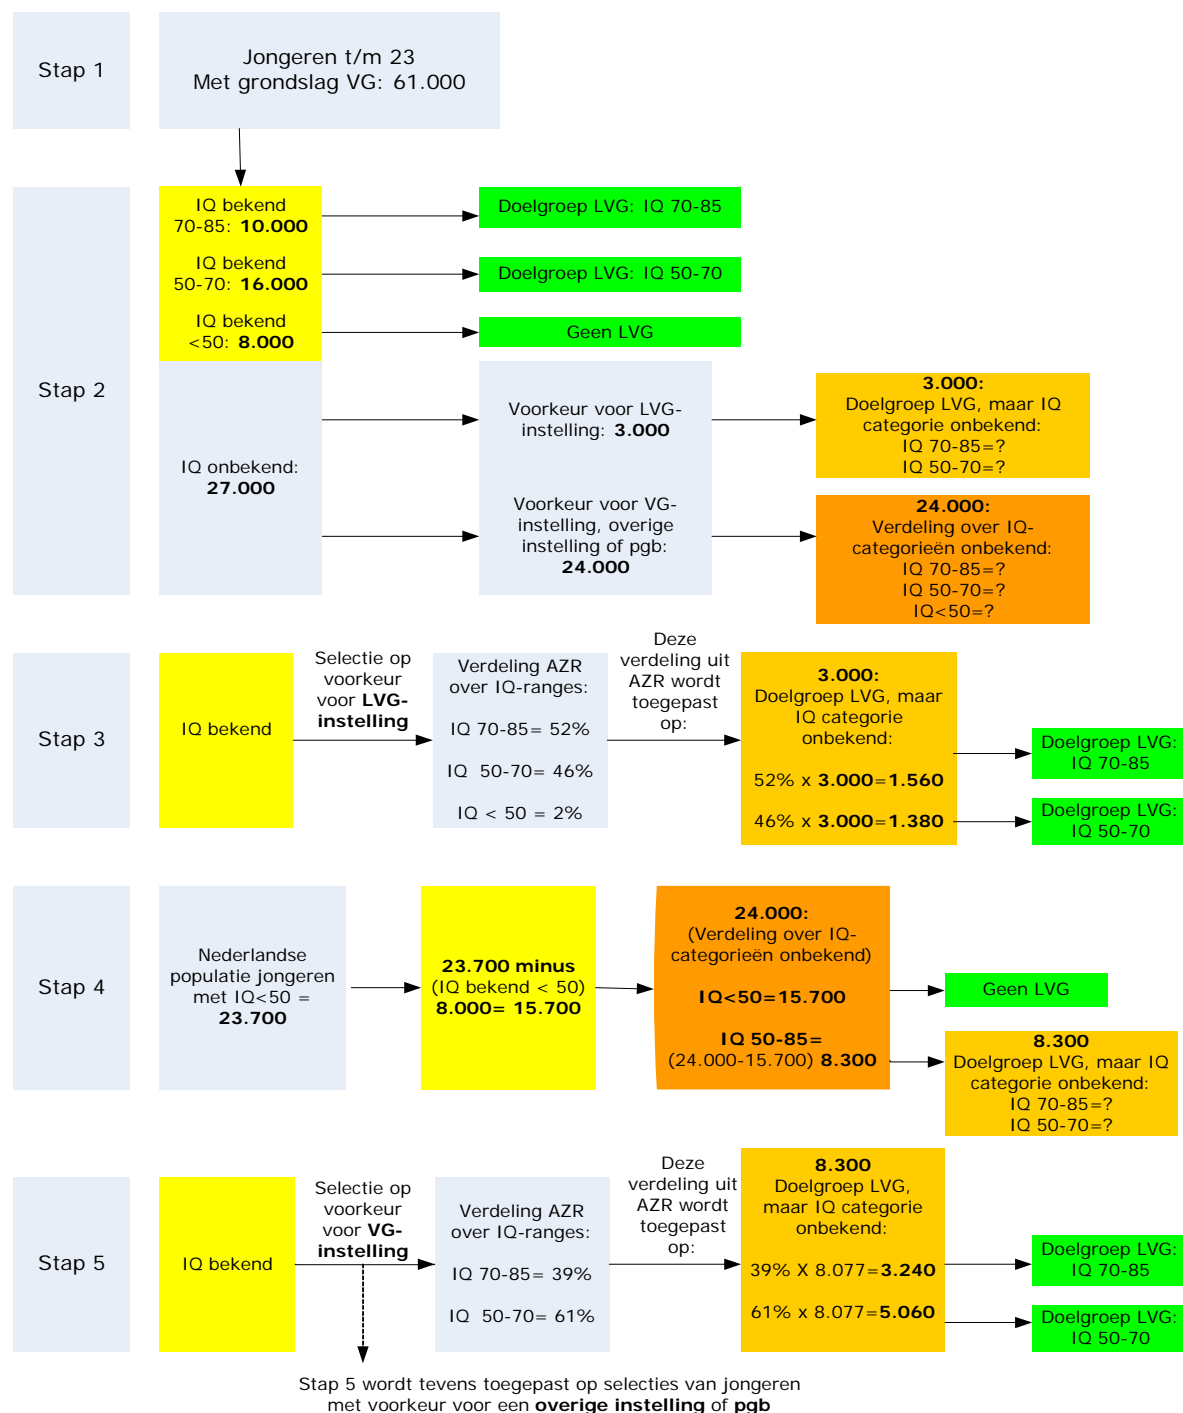 Stap 1
Jongeren t/m 23
Met grondslag VG: 61.000
Stap 2
IQ bekend
70-85: 10.000
Doelgroep LVG: IQ 70-85
IQ bekend
50-70: 16.000
Doelgroep LVG: IQ 50-70
IQ bekend
<50: 8.000
Geen LVG
IQ onbekend:
27.000
Voorkeur voor LVG-
instelling: 3.000
3.000:
Doelgroep LVG, maar IQ
categorie onbekend:
IQ 70-85=?
IQ 50-70=?
Voorkeur voor VG-
instelling, overige
instelling of pgb:
24.000
24.000:
Verdeling over IQ-
categorieën onbekend:
IQ 70-85=?
IQ 50-70=?
IQ<50=?
Stap 3
IQ bekend
Selectie op
voorkeur
voor LVG-
instelling
Verdeling AZR
over IQ-ranges:
IQ 70-85= 52%
IQ 50-70= 46%
IQ < 50 = 2%
Deze
verdeling uit
AZR wordt
toegepast
op:
3.000:
Doelgroep LVG, maar
IQ categorie
onbekend:
52% x 3.000=1.560
46% x 3.000=1.380
Doelgroep LVG:
IQ 70-85
Doelgroep LVG:
IQ 50-70
Stap 4
Nederlandse
populatie jongeren
met IQ<50 =
23.700
23.700 minus
(IQ bekend < 50)
8.000= 15.700
24.000:
(Verdeling over IQ-
categorieën onbekend)
IQ<50=15.700
IQ 50-85=
(24.000-15.700) 8.300
Geen LVG
8.300
Doelgroep LVG, maar IQ
categorie onbekend:
IQ 70-85=?
IQ 50-70=?
Stap 5
IQ bekend
Selectie op
voorkeur
voor VG-
instelling
Verdeling AZR
over IQ-ranges:
IQ 70-85= 39%
IQ 50-70= 61%
Deze
verdeling uit
AZR wordt
toegepast
op:
8.300
Doelgroep LVG,
maar IQ categorie
onbekend:
39% X 8.077=3.240
61% x 8.077=5.060
Doelgroep LVG:
IQ 70-85
Doelgroep LVG:
IQ 50-70
Stap 5 wordt tevens toegepast op selecties van jongeren
met voorkeur voor een overige instelling of pgb